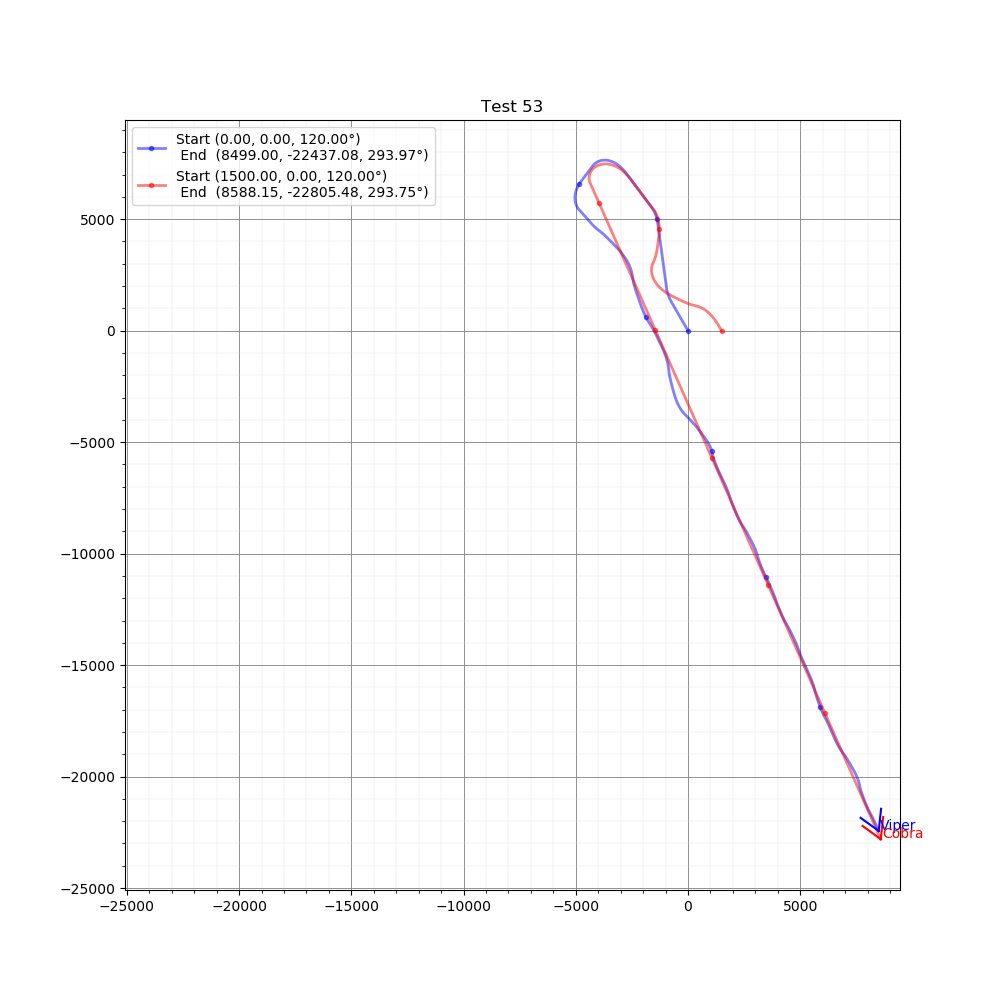 Test 53
Start (0.00, 0.00, 120.00°)
End (8499.00, -22437.08, 293.97°)
Start (1500.00, 0.00, 120.00°)
End (8588.15, -22805.48, 293.75°)
5000
0
−5000
−10000
−15000
−20000
−25000
Viper
Cobra
−25000 −20000 −15000 −10000 −5000 0 5000